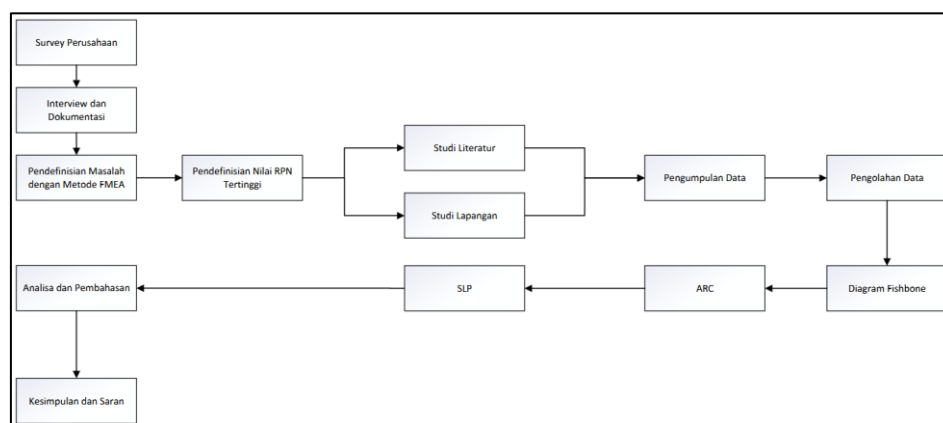 Survey Perusahaan
Interview dan
Dokumentasi
Pendefinisian Masalah
dengan Metode FMEA
Pendefinisian Nilai RPN
Tertinggi
Studi Literatur
Studi Lapangan
Pengumpulan Data
Pengolahan Data
Diagram Fishbone
ARC
SLP
Analisa dan Pembahasan
Kesimpulan dan Saran